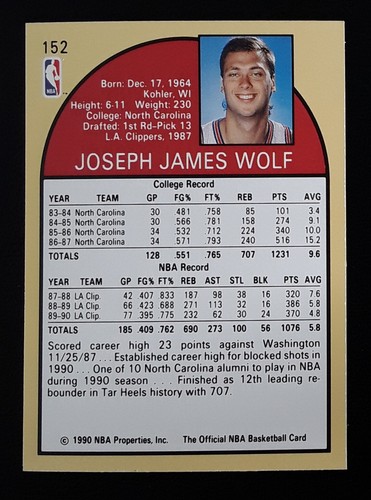 152
NBA
Born: Dec. 17, 1964
Kohler, WI
Height: 6-11 Weight: 230
College: North Carolina
Drafted: 1st Rd-Pick 13
L.A. Clippers, 1987
JOSEPH JAMES WOLF
College Record
YEAR TEAM GP FG% FT% REB PTS AVG
83-84 North Carolina 30 .481 .758 85 101 3.4
84-85 North Carolina 30 .566 .781 158 274 9.1
85-86 North Carolina 34 .532 .712 224 340 10.0
86-87 North Carolina 34 .571 .793 240 516 15.2
TOTALS 128 .551 .765 707 1231 9.6
NBA Record
YEAR TEAM GP FG% FT% REB AST STL BLK PTS AVG
87-88 LA Clip. 42 .407 .833 187 98 38 16 320 7.6
88-89 LA Clip. 66 .423 .688 271 113 32 16 386 5.8
89-90 LA Clip. 77 .395 .775 232 62 30 24 370 4.8
TOTALS 185 .409 .762 690 273 100 56 1076 5.8
Scored career high 23 points against Washington
11/25/87 . . . Established career high for blocked shots in
1990 . . . One of 10 North Carolina alumni to play in NBA
during 1990 season . . . Finished as 12th leading re-
bounder in Tar Heels history with 707.
© 1990 NBA Properties, Inc. The Official NBA Basketball Card